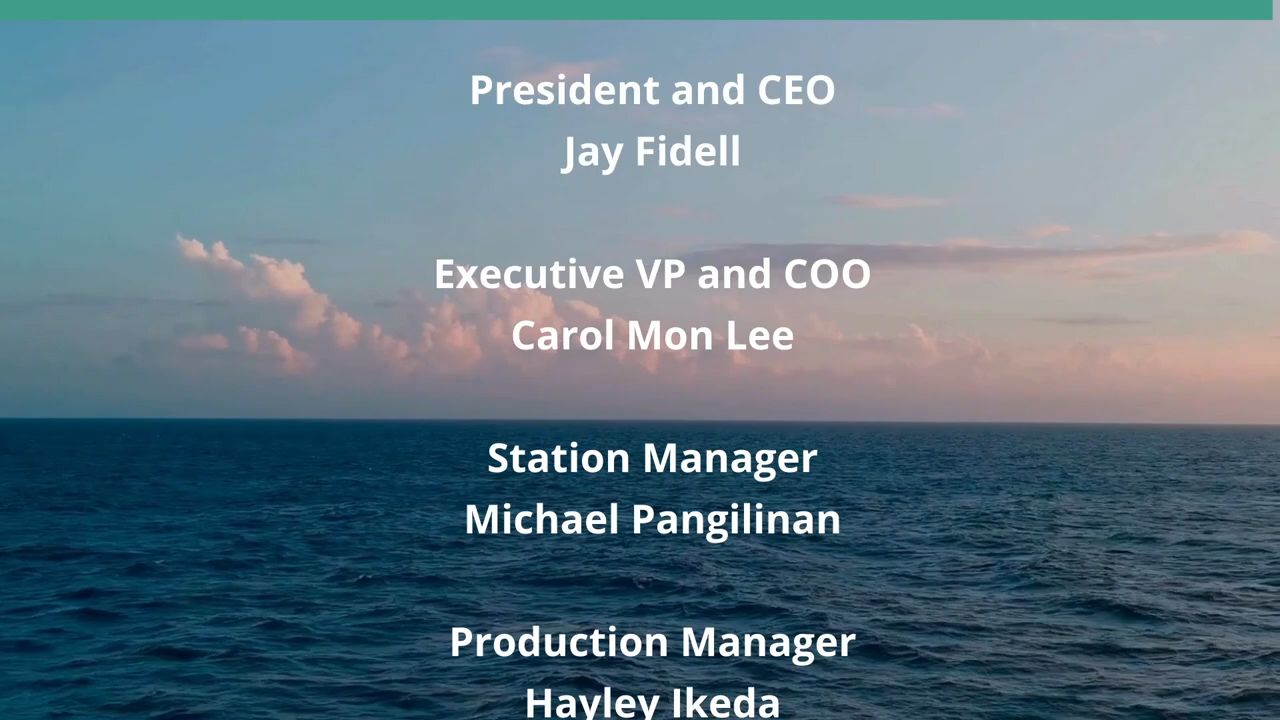 President and CEO
Jay Fidell
Executive VP and COO
Carol Mon Lee
Station Manager
Michael Pangilinan
Production Manager
Hayley Ikeda